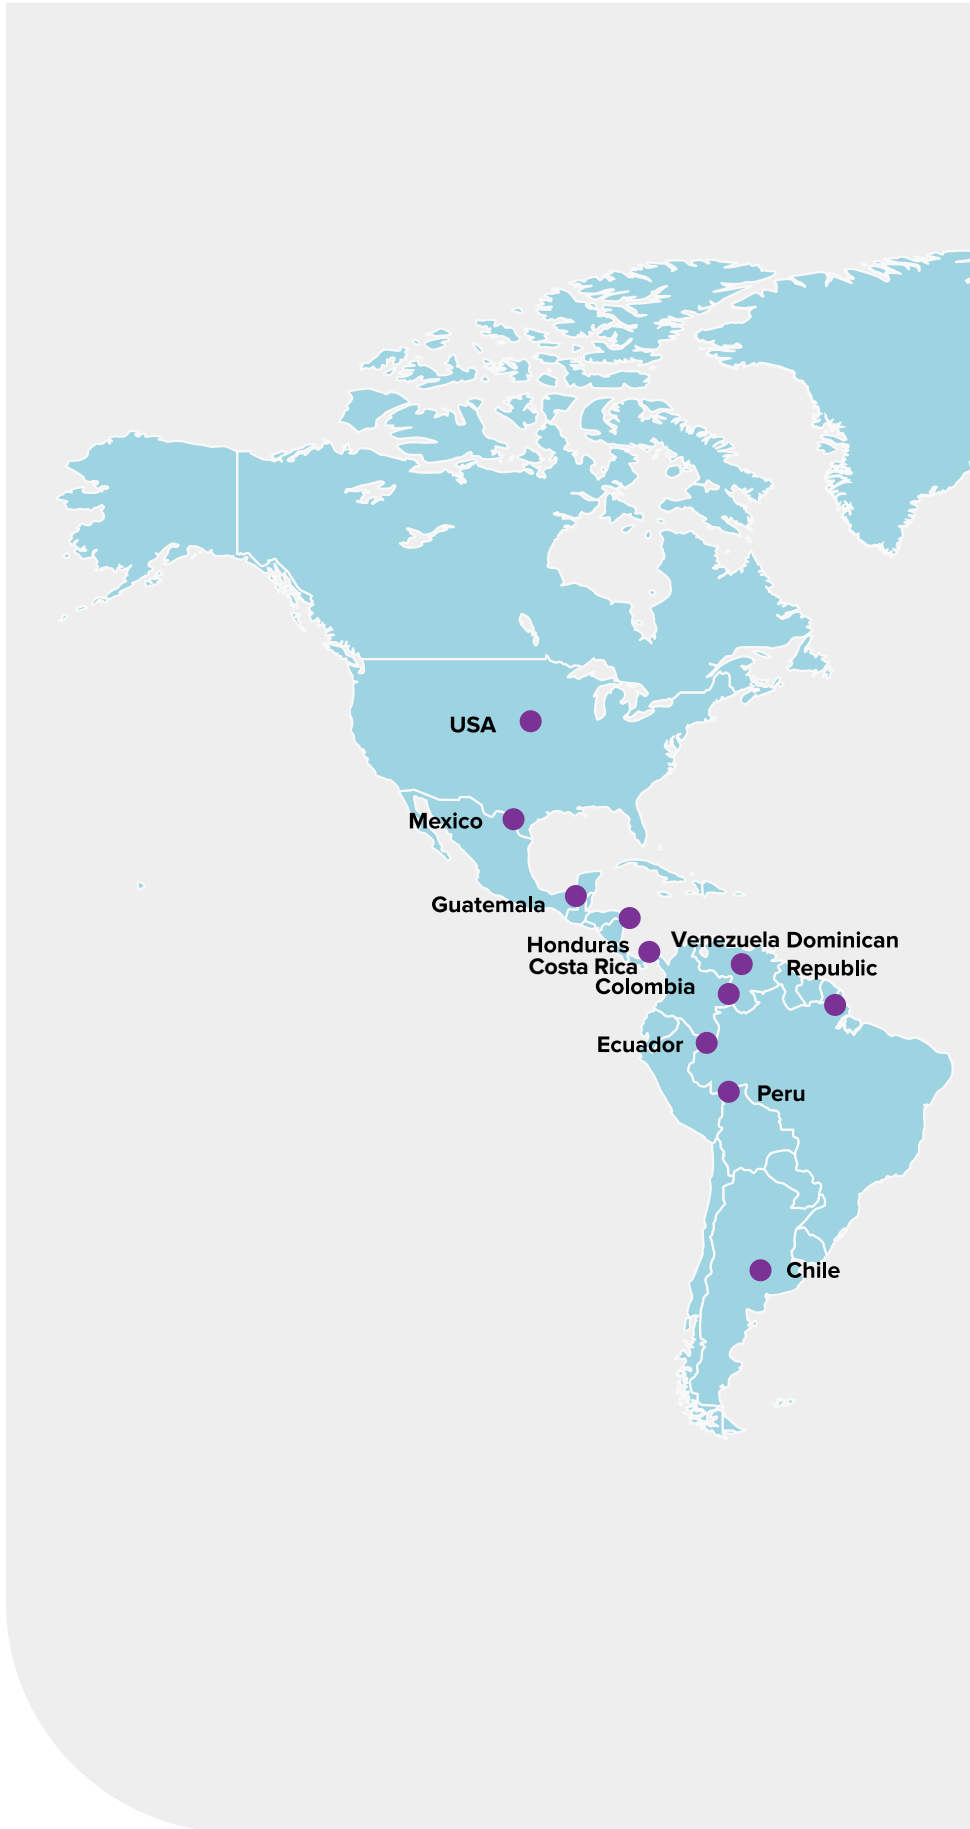 USA
Mexico
Guatemala
Honduras
Costa Rica
Colombia
Venezuela
Dominican
Republic
Ecuador
Peru
Chile